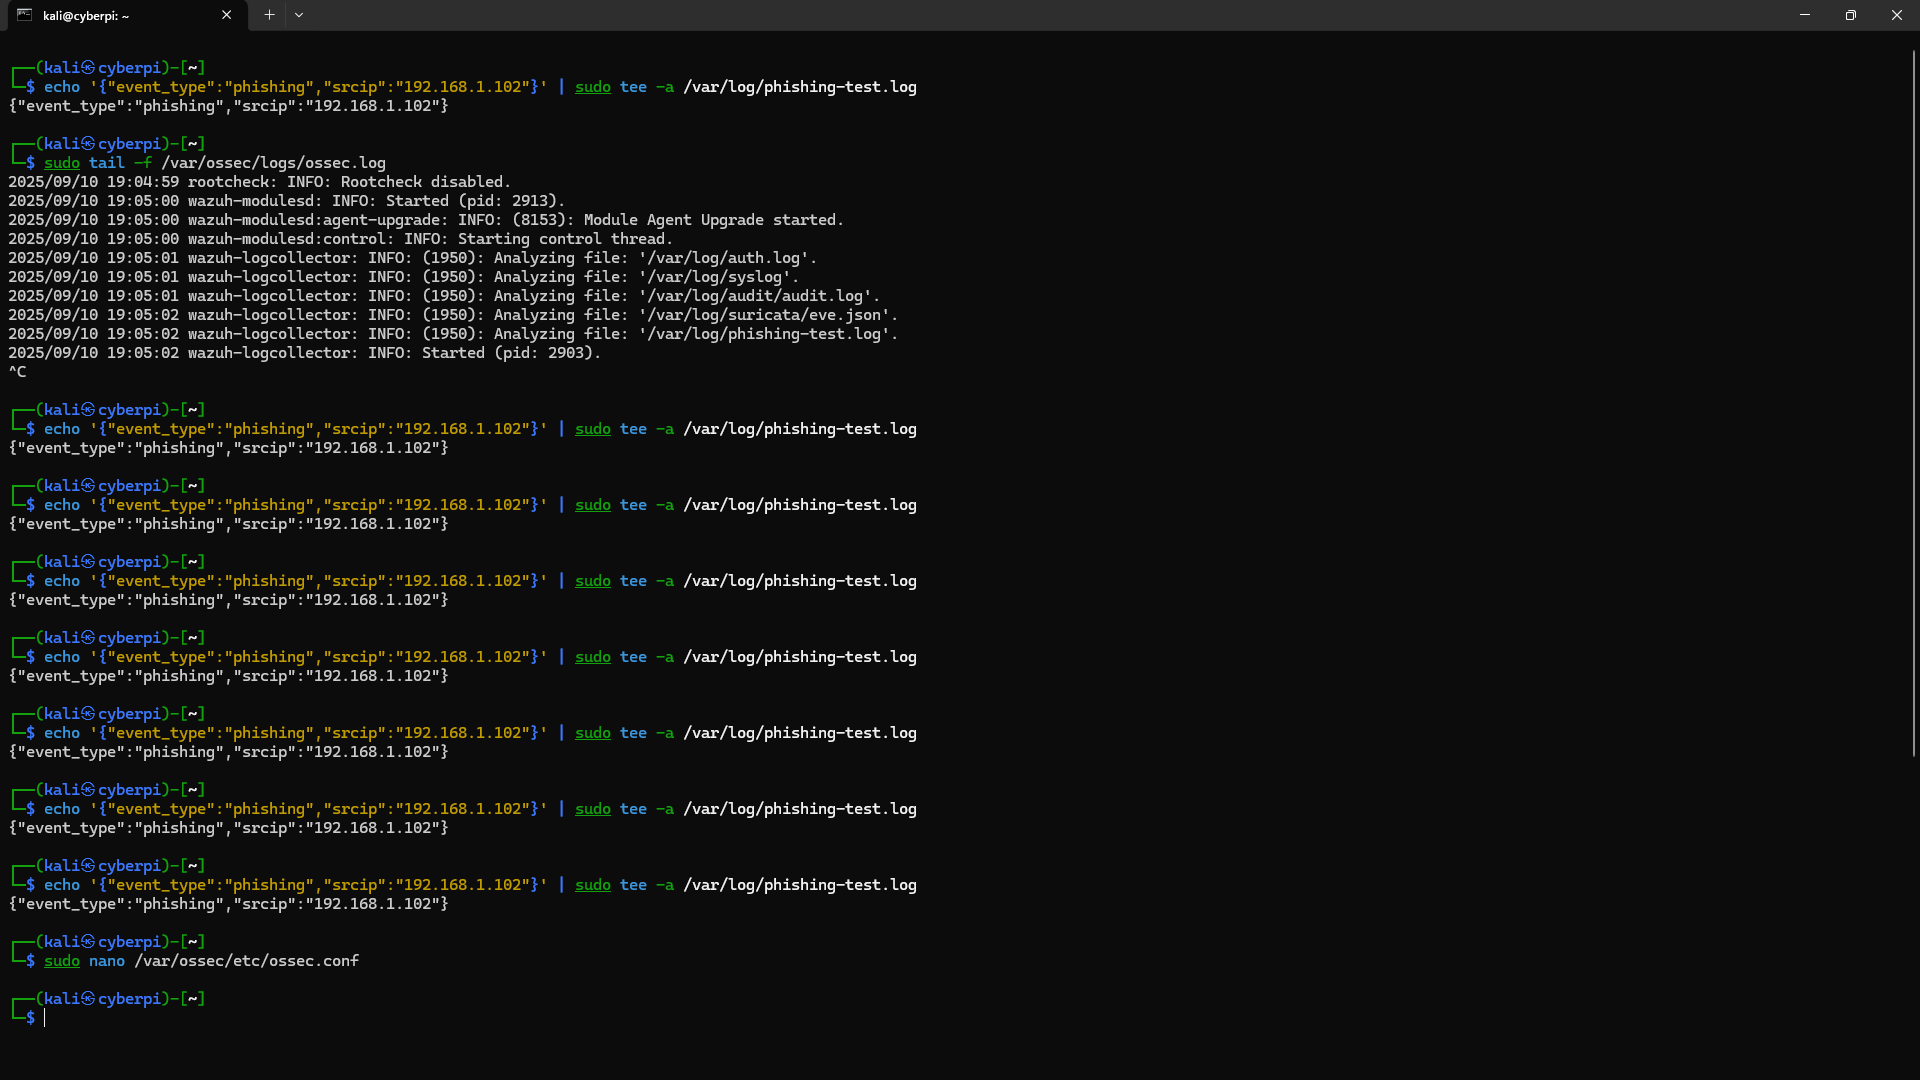 kali@cyberpi: ~
┌──(kali㉿cyberpi)-[~]
└─$ echo '{"event_type":"phishing","srcip":"192.168.1.102"}' | sudo tee -a /var/log/phishing-test.log
{"event_type":"phishing","srcip":"192.168.1.102"}
┌──(kali㉿cyberpi)-[~]
└─$ sudo tail -f /var/ossec/logs/ossec.log
2025/09/10 19:04:59 rootcheck: INFO: Rootcheck disabled.
2025/09/10 19:05:00 wazuh-modulesd: INFO: Started (pid: 2913).
2025/09/10 19:05:00 wazuh-modulesd:agent-upgrade: INFO: (8153): Module Agent Upgrade started.
2025/09/10 19:05:00 wazuh-modulesd:control: INFO: Starting control thread.
2025/09/10 19:05:01 wazuh-logcollector: INFO: (1950): Analyzing file: '/var/log/auth.log'.
2025/09/10 19:05:01 wazuh-logcollector: INFO: (1950): Analyzing file: '/var/log/syslog'.
2025/09/10 19:05:01 wazuh-logcollector: INFO: (1950): Analyzing file: '/var/log/audit/audit.log'.
2025/09/10 19:05:02 wazuh-logcollector: INFO: (1950): Analyzing file: '/var/log/suricata/eve.json'.
2025/09/10 19:05:02 wazuh-logcollector: INFO: (1950): Analyzing file: '/var/log/phishing-test.log'.
2025/09/10 19:05:02 wazuh-logcollector: INFO: Started (pid: 2903).
^C
┌──(kali㉿cyberpi)-[~]
└─$ echo '{"event_type":"phishing","srcip":"192.168.1.102"}' | sudo tee -a /var/log/phishing-test.log
{"event_type":"phishing","srcip":"192.168.1.102"}
┌──(kali㉿cyberpi)-[~]
└─$ echo '{"event_type":"phishing","srcip":"192.168.1.102"}' | sudo tee -a /var/log/phishing-test.log
{"event_type":"phishing","srcip":"192.168.1.102"}
┌──(kali㉿cyberpi)-[~]
└─$ echo '{"event_type":"phishing","srcip":"192.168.1.102"}' | sudo tee -a /var/log/phishing-test.log
{"event_type":"phishing","srcip":"192.168.1.102"}
┌──(kali㉿cyberpi)-[~]
└─$ echo '{"event_type":"phishing","srcip":"192.168.1.102"}' | sudo tee -a /var/log/phishing-test.log
{"event_type":"phishing","srcip":"192.168.1.102"}
┌──(kali㉿cyberpi)-[~]
└─$ echo '{"event_type":"phishing","srcip":"192.168.1.102"}' | sudo tee -a /var/log/phishing-test.log
{"event_type":"phishing","srcip":"192.168.1.102"}
┌──(kali㉿cyberpi)-[~]
└─$ echo '{"event_type":"phishing","srcip":"192.168.1.102"}' | sudo tee -a /var/log/phishing-test.log
{"event_type":"phishing","srcip":"192.168.1.102"}
┌──(kali㉿cyberpi)-[~]
└─$ echo '{"event_type":"phishing","srcip":"192.168.1.102"}' | sudo tee -a /var/log/phishing-test.log
{"event_type":"phishing","srcip":"192.168.1.102"}
┌──(kali㉿cyberpi)-[~]
└─$ sudo nano /var/ossec/etc/ossec.conf
┌──(kali㉿cyberpi)-[~]
└─$